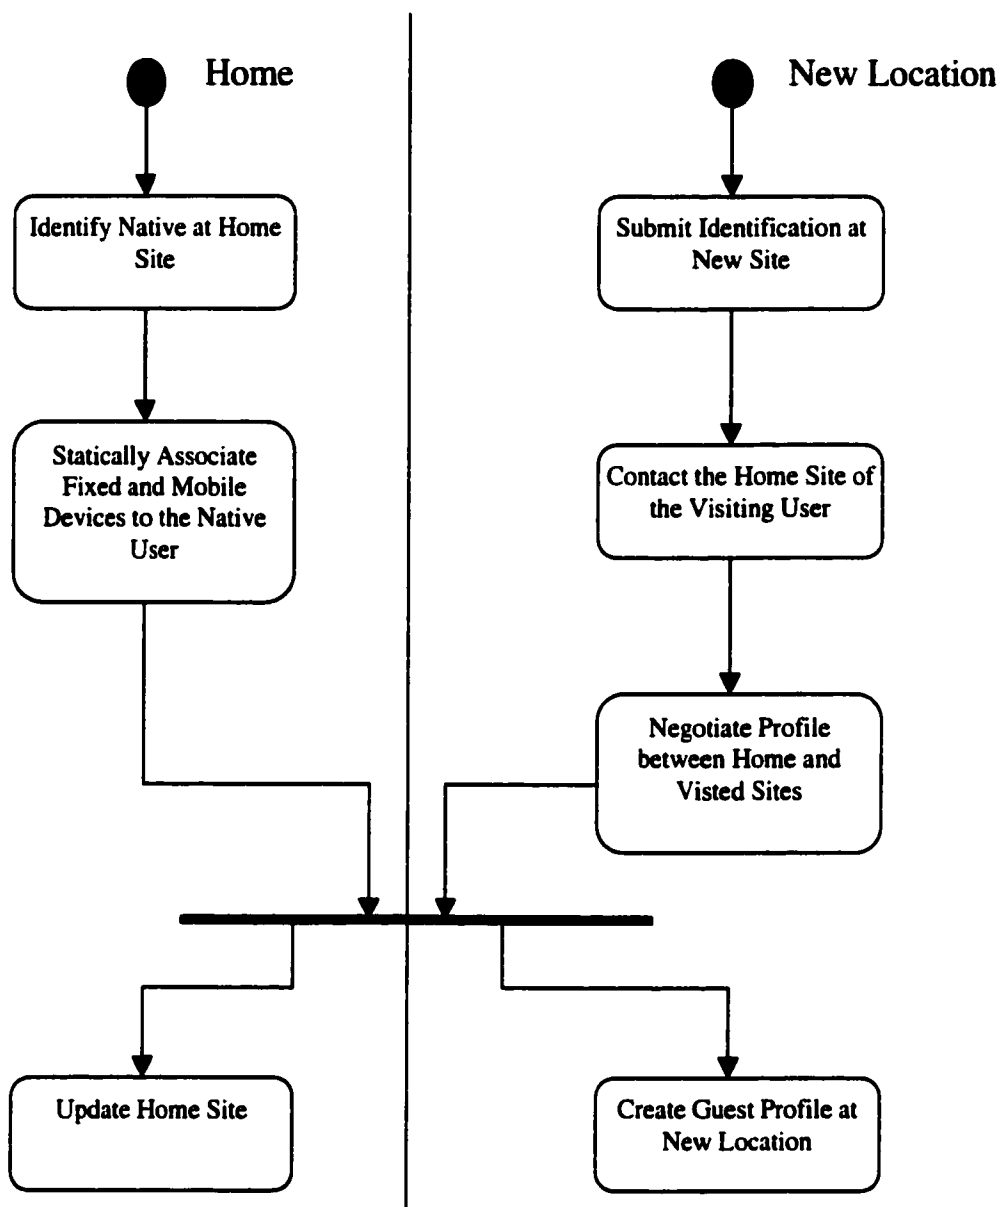 Home
New Location
Identify Native at Home
Site
Submit Identification at
New Site
Statically Associate
Fixed and Mobile
Devices to the Native
User
Contact the Home Site of
the Visiting User
Negotiate Profile
between Home and
Visted Sites
Update Home Site
Create Guest Profile at
New Location